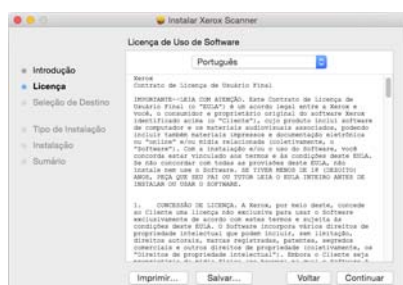 Instalar Xerox Scanner
Licença de Uso de Software
Português
Introdução
Licença
Seleção de Destino
Tipo de Instalação
Instalação
Sumário
Xerox
Contrato de Licença de Usuário Final
IMPORTANTE--LEIA COM ATENÇÃO. Este Contrato de Licença de
Usuário Final (o "EULA") é um acordo legal entre a Xerox e
você, o consumidor e proprietário original do software Xerox
identificado acima (o "Cliente"), cujo produto inclui software
de computador e os materiais audiovisuais associados, podendo
incluir também materiais impressos e documentação eletrônica
ou "online" e/ou mídia relacionada (coletivamente, o
"Software"). Com a instalação e/ou o uso do Software, você
concorda estar vinculado aos termos e às condições deste EULA.
Se não concordar com todas as provisões deste EULA, não
instale nem use o Software. SE TIVER MENOS DE 18 (DEZOITO)
ANOS, PEÇA QUE SEU PAI OU TUTOR LEIA O EULA INTEIRO ANTES DE
INSTALAR OU USAR O SOFTWARE.
1. CONCESSÃO DE LICENÇA. A Xerox, por meio deste, concede
ao Cliente uma licença não exclusiva para usar o Software
exclusivamente de acordo com estes termos e sujeita às
condições deste EULA. O Software incorpora vários direitos de
propriedade intelectual que podem incluir, sem limitação,
direitos autorais, marcas registradas, patentes, segredos
comerciais e outros direitos de propriedade (coletivamente, os
"Direitos de propriedade intelectual"). Embora o Cliente seja
Imprimir...
Salvar...
Voltar
Continuar